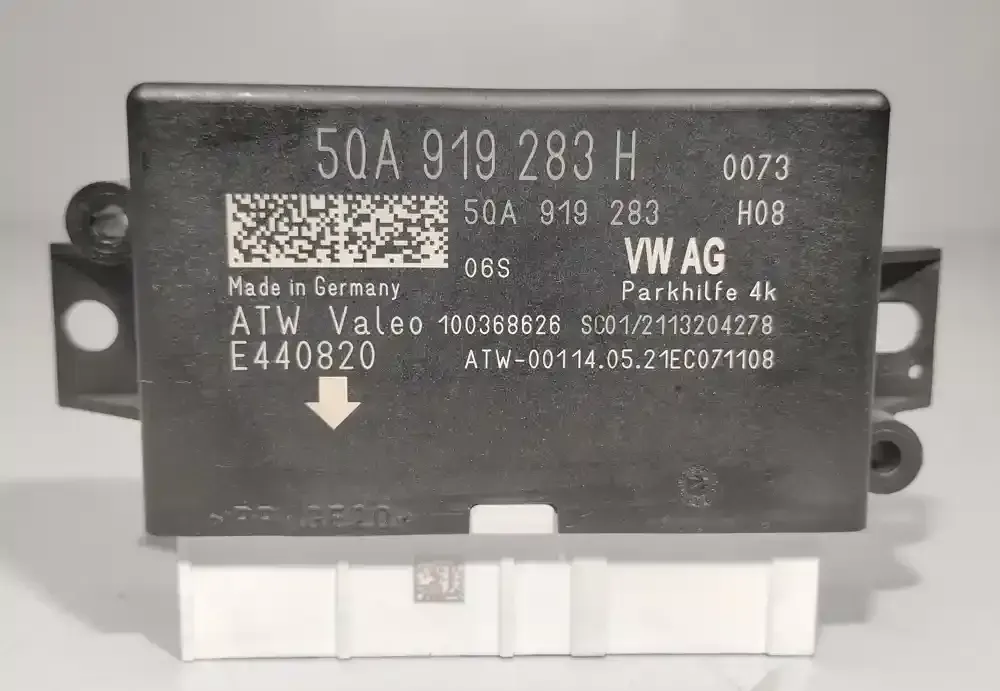 5QA 919 283 H 0073
5QA 919 283 H08
06S VW AG
Made in Germany Parkhilfe 4k
ATW Valeo 100368626 SC01/2113204278
E440820 ATW-00114.05.21EC071108